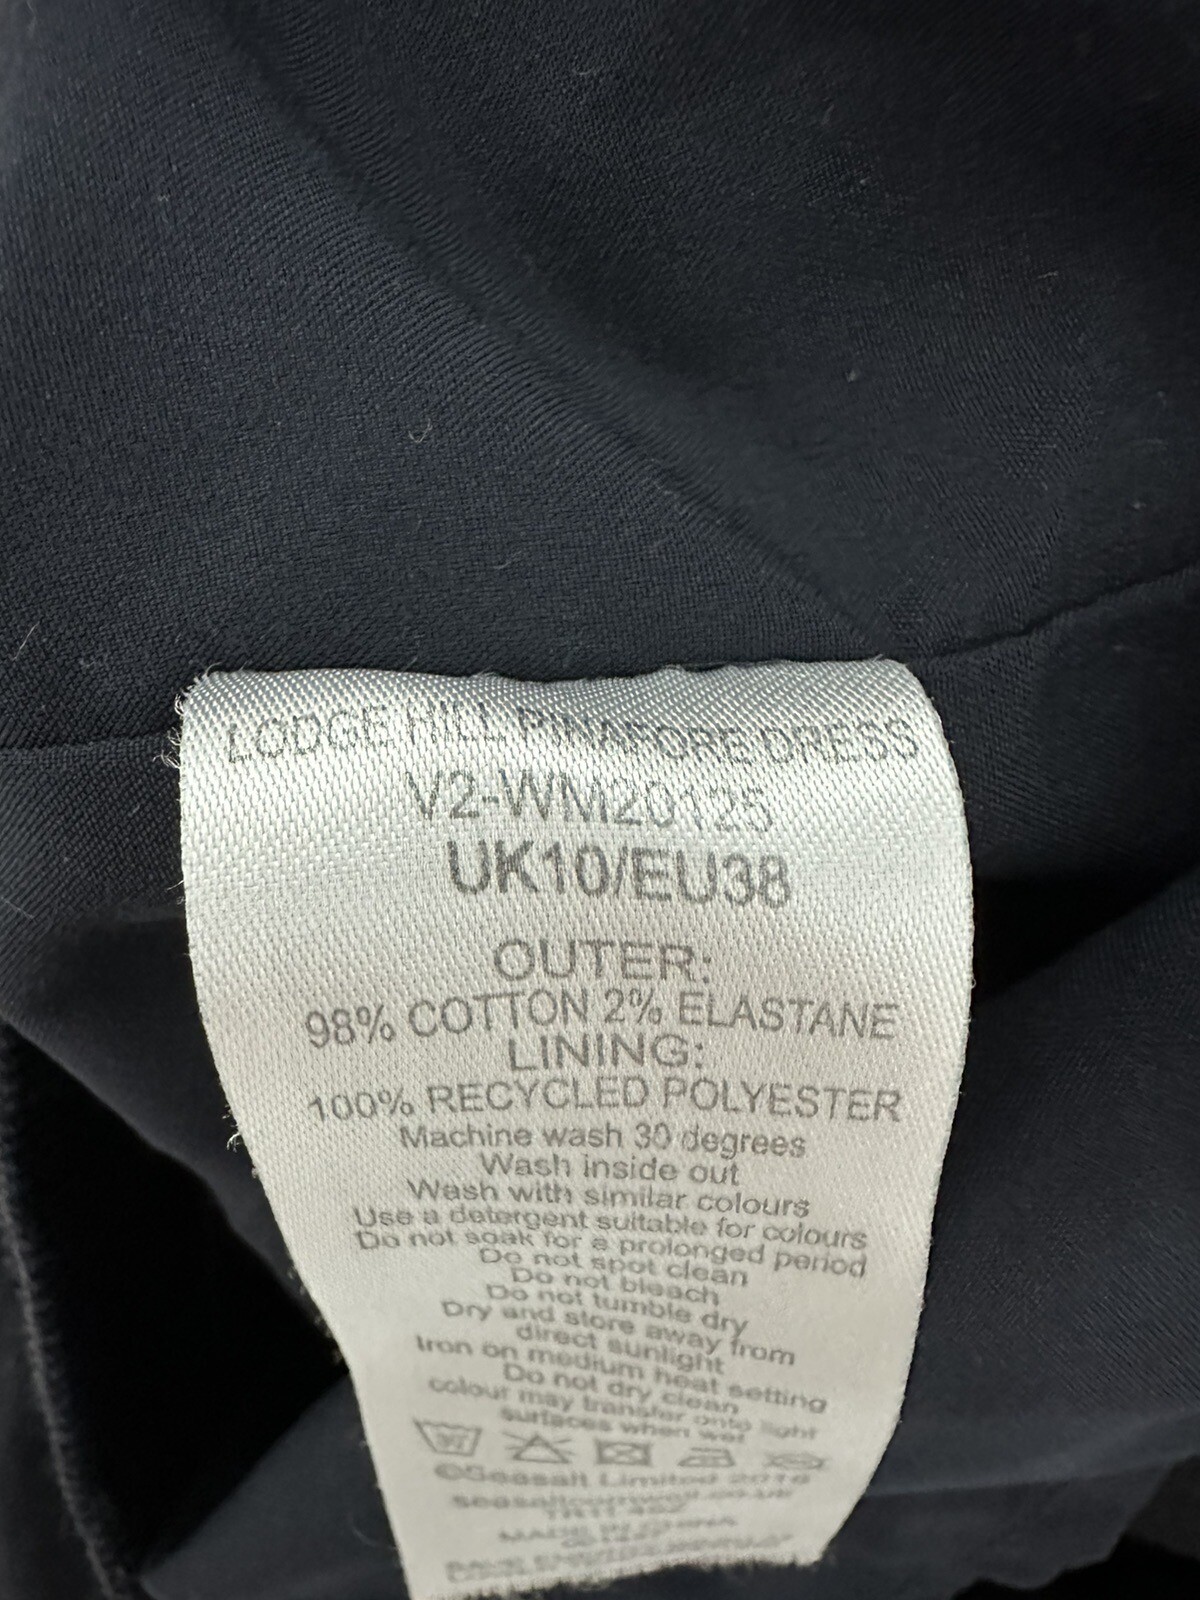 LODGE HILL PINAFORE DRESS
V2-WM20125
UK10/EU38
OUTER:
98% COTTON 2% ELASTANE
LINING:
100% RECYCLED POLYESTER
Machine wash 30 degrees
Wash inside out
Wash with similar colours
Use a detergent suitable for colours
Do not soak for a prolonged period
Do not spot clean
Do not bleach
Do not tumble dry
Dry and store away from
direct sunlight
Iron on medium heat setting
Do not dry clean
colour may transfer onto light
surfaces when wet
30
©Seasalt Limited
MADE IN CHINA